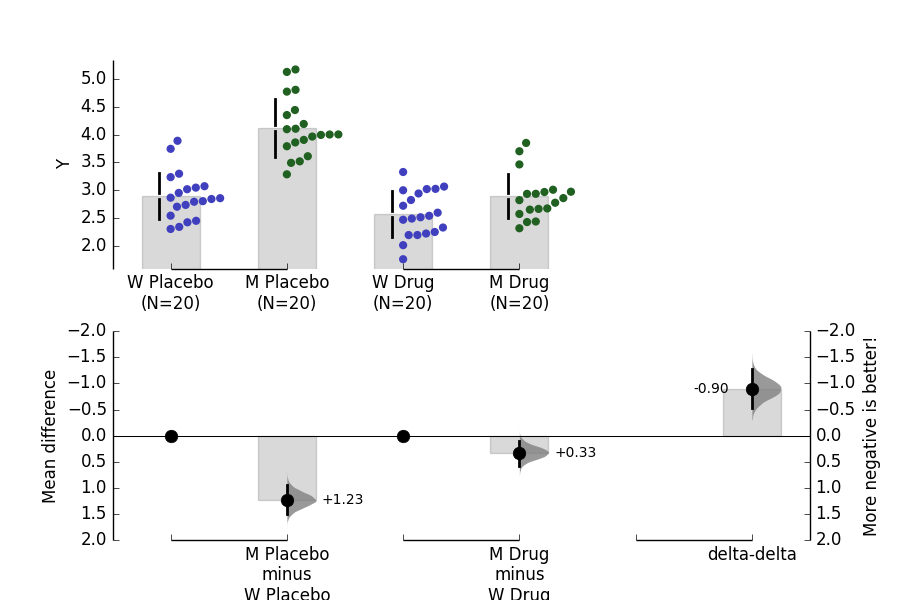 5.0
4.5
4.0
3.5
3.0
2.5
2.0
Y
W Placebo
(N=20)
M Placebo
(N=20)
W Drug
(N=20)
M Drug
(N=20)
−2.0
−1.5
−1.0
−0.5
0.0
0.5
1.0
1.5
2.0
Mean difference
+1.23
+0.33
-0.90
−2.0
−1.5
−1.0
−0.5
0.0
0.5
1.0
1.5
2.0
More negative is better!
M Placebo
minus
W Placebo
M Drug
minus
W Drug
delta-delta